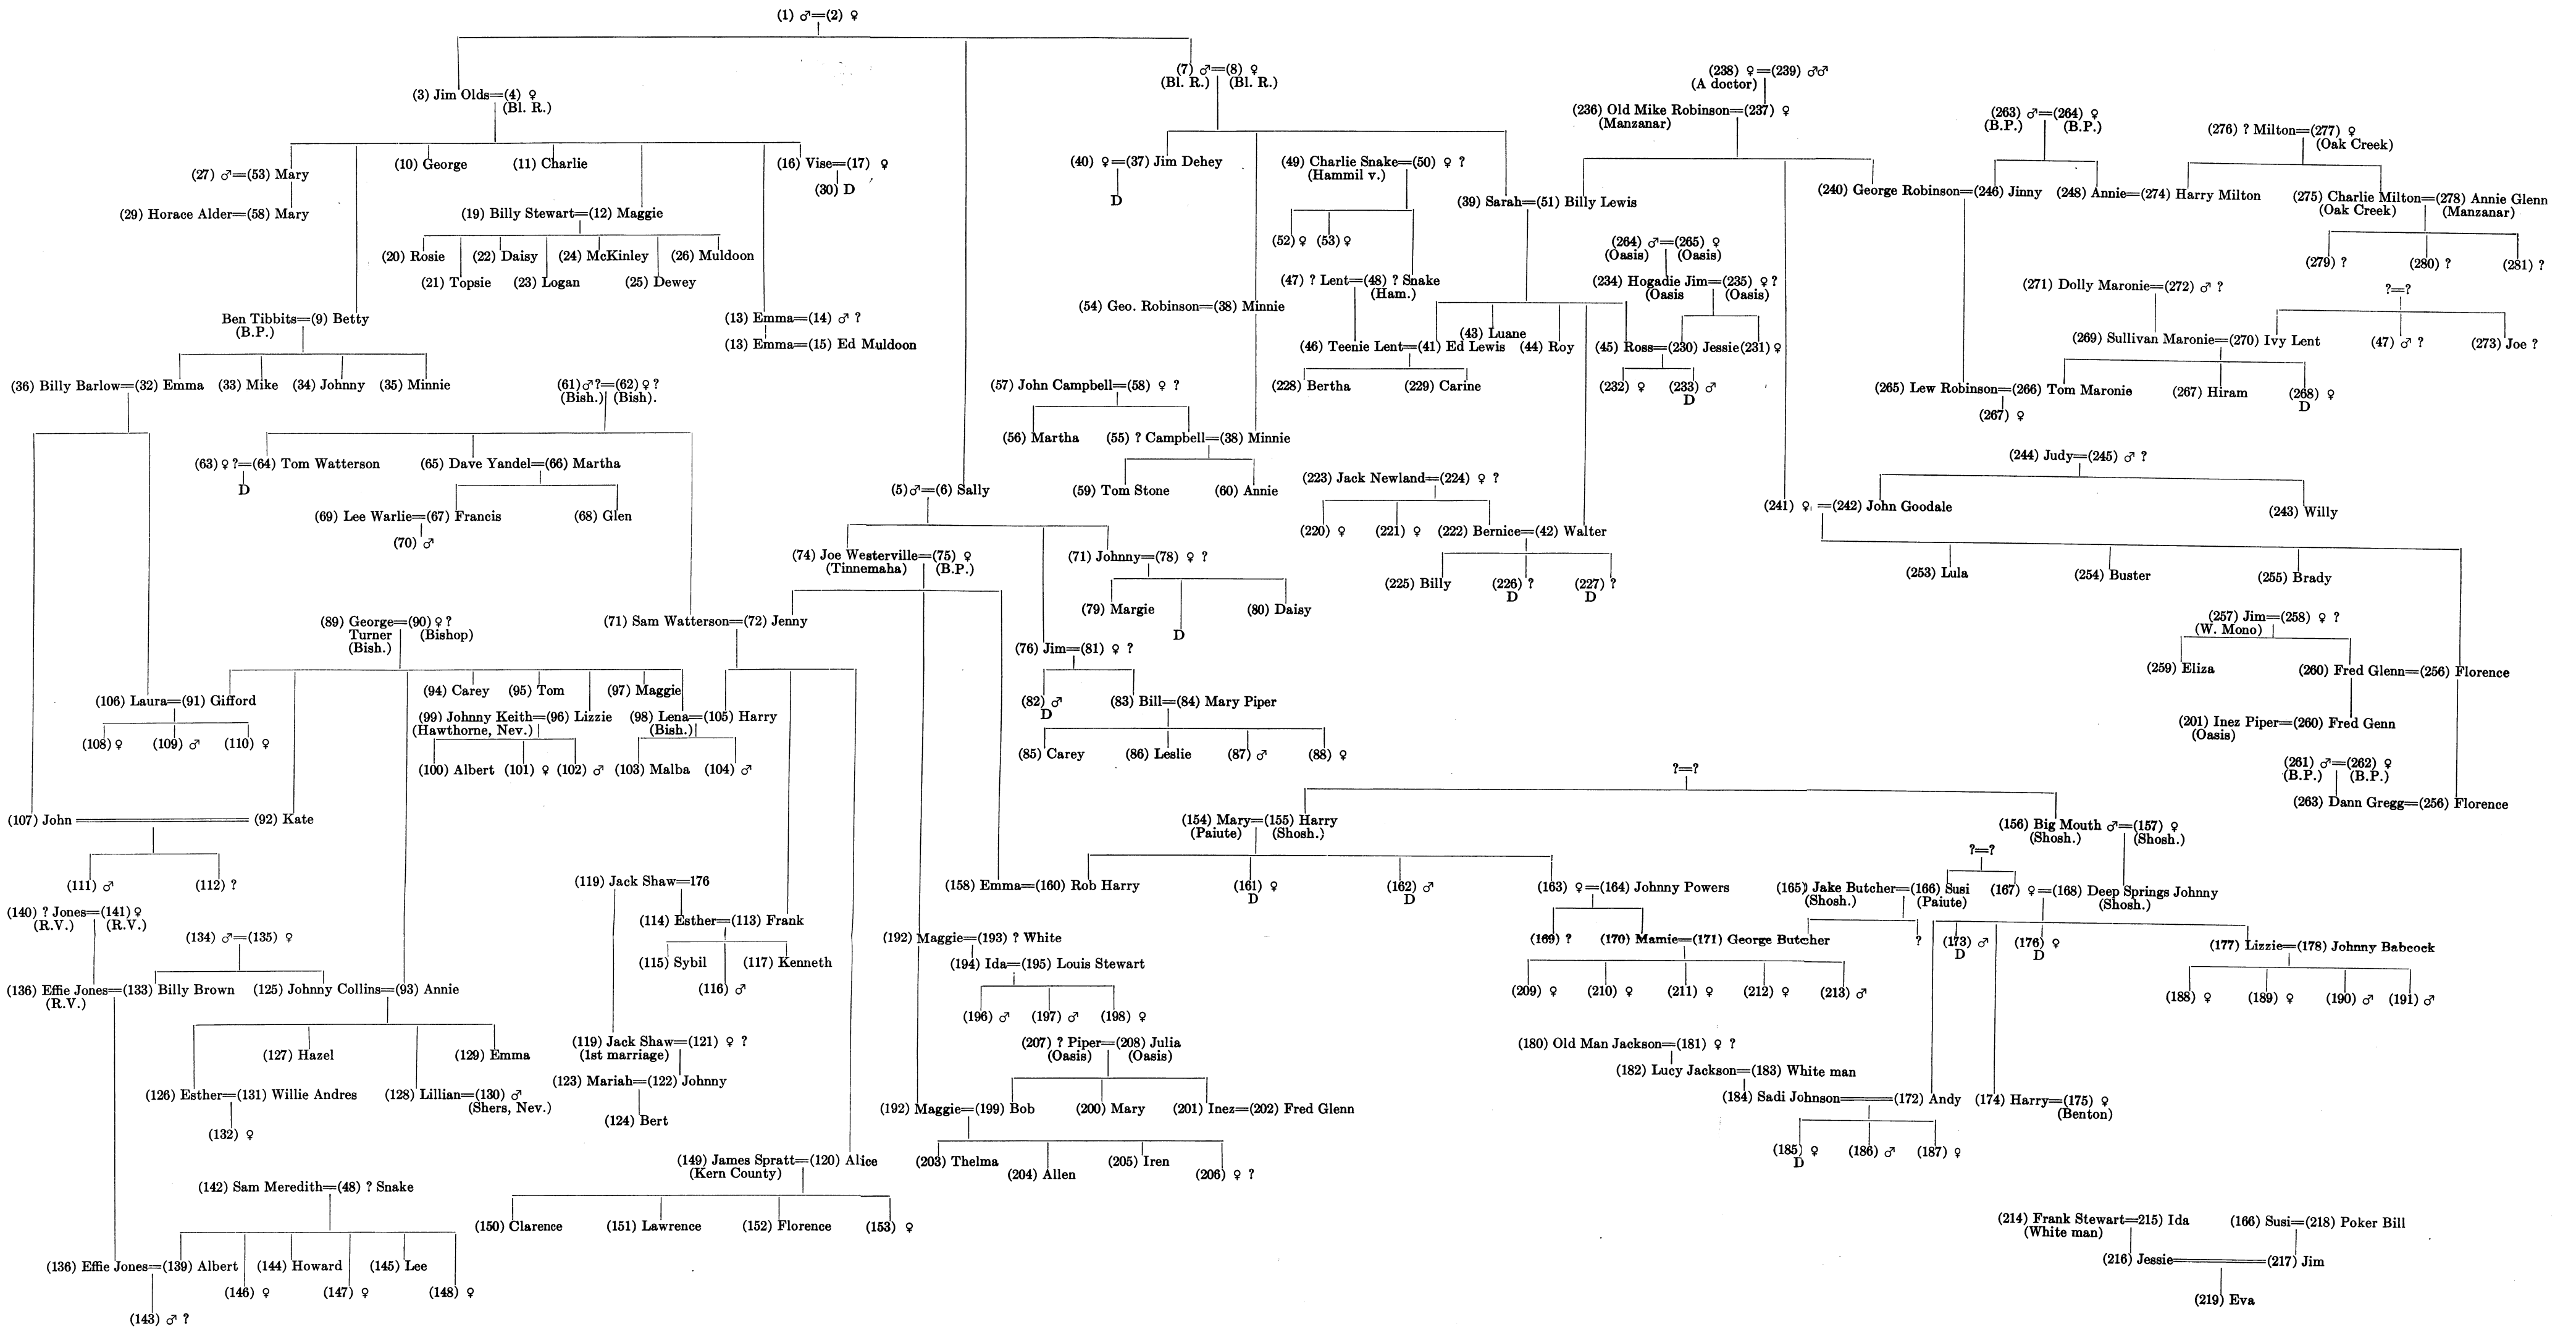 (1) ♂=(2) ♀
(7) ♂=(8) ♀
(Bl. R.) (Bl. R.)
(238) ♀=(239) ♂♂
(A doctor)
(3) Jim Olds=(4) ♀
(Bl. R.)
(236) Old Mike Robinson=(237) ♀
(Manzanar)
(263) ♂=(264) ♀
(B.P.) (B.P.)
(276) ? Milton=(277) ♀
(Oak Creek)
(27) ♂=(53) Mary
(10) George
(11) Charlie
(16) Vise=(17) ♀
(30) D
(40) ♀=(37) Jim Dehey
D
(49) Charlie Snake=(50) ♀ ?
(Hammil v.)
(39) Sarah=(51) Billy Lewis
(240) George Robinson=(246) Jinny
(248) Annie=(274) Harry Milton
(275) Charlie Milton=(278) Annie Glenn
(Oak Creek) (Manzanar)
(29) Horace Alder=(58) Mary
(19) Billy Stewart=(12) Maggie
(20) Rosie
(22) Daisy
(24) McKinley
(26) Muldoon
(21) Topsie
(23) Logan
(25) Dewey
(52) ♀ (53) ♀
(264) ♂=(265) ♀
(Oasis) (Oasis)
(279) ?
(280) ?
(281) ?
(47) ? Lent=(48) ? Snake
(Ham.)
(234) Hogadie Jim=(235) ♀ ?
(Oasis (Oasis)
(271) Dolly Maronie=(272) ♂ ?
?=?
Ben Tibbits=(9) Betty
(B.P.)
(13) Emma=(14) ♂ ?
(13) Emma=(15) Ed Muldoon
(54) Geo. Robinson=(38) Minnie
(43) Luane
(46) Teenie Lent=(41) Ed Lewis
(44) Roy
(45) Ross=(230) Jessie
(231) ♀
(269) Sullivan Maronie=(270) Ivy Lent
(47) ♂ ?
(273) Joe ?
(36) Billy Barlow=(32) Emma
(33) Mike
(34) Johnny
(35) Minnie
(61) ♂?=(62) ♀ ?
(Bish.) (Bish).
(57) John Campbell=(58) ♀ ?
(228) Bertha
(229) Carine
(232) ♀
(233) ♂
D
(265) Lew Robinson=(266) Tom Maronie
(267) ♀
(267) Hiram
(268) ♀
D
(56) Martha
(55) ? Campbell=(38) Minnie
(63) ♀ ?=(64) Tom Watterson
D
(65) Dave Yandel=(66) Martha
(244) Judy=(245) ♂ ?
(5) ♂=(6) Sally
(59) Tom Stone
(60) Annie
(223) Jack Newland=(224) ♀ ?
(69) Lee Warlie=(67) Francis
(68) Glen
(70) ♂
(220) ♀
(221) ♀
(222) Bernice=(42) Walter
(241) ♀ =(242) John Goodale
(243) Willy
(74) Joe Westerville=(75) ♀
(Tinnemaha) (B.P.)
(71) Johnny=(78) ♀ ?
(225) Billy
(226) ?
D
(227) ?
D
(253) Lula
(254) Buster
(255) Brady
(79) Margie
D
(80) Daisy
(89) George=(90) ♀ ?
Turner (Bishop)
(Bish.)
(71) Sam Watterson=(72) Jenny
(257) Jim=(258) ♀ ?
(W. Mono)
(76) Jim=(81) ♀ ?
(259) Eliza
(260) Fred Glenn=(256) Florence
(94) Carey
(95) Tom
(97) Maggie
(106) Laura=(91) Gifford
(99) Johnny Keith=(96) Lizzie
(Hawthorne, Nev.)
(98) Lena=(105) Harry
(Bish.)
(82) ♂
D
(83) Bill=(84) Mary Piper
(201) Inez Piper=(260) Fred Genn
(Oasis)
(108) ♀
(109) ♂
(110) ♀
(100) Albert
(101) ♀
(102) ♂
(103) Malba
(104) ♂
(85) Carey
(86) Leslie
(87) ♂
(88) ♀
?=?
(261) ♂=(262) ♀
(B.P.) (B.P.)
(263) Dann Gregg=(256) Florence
(107) John=(92) Kate
(154) Mary=(155) Harry
(Paiute) (Shosh.)
(156) Big Mouth ♂=(157) ♀
(Shosh.) (Shosh.)
?=?
(111) ♂
(112) ?
(119) Jack Shaw=176
(158) Emma=(160) Rob Harry
(161) ♀
D
(162) ♂
D
(163) ♀=(164) Johnny Powers
(165) Jake Butcher=(166) Susi
(Shosh.) (Paiute)
(167) ♀=(168) Deep Springs Johnny
(Shosh.)
(140) ? Jones=(141) ♀
(R.V.) (R.V.)
(134) ♂=(135) ♀
(114) Esther=(113) Frank
(192) Maggie=(193) ? White
(169) ?
(170) Mamie=(171) George Butcher
?
(173) ♂
D
(176) ♀
D
(177) Lizzie=(178) Johnny Babcock
(115) Sybil
(117) Kenneth
(116) ♂
(194) Ida=(195) Louis Stewart
(136) Effie Jones=(133) Billy Brown
(R.V.)
(125) Johnny Collins=(93) Annie
(209) ♀
(210) ♀
(211) ♀
(212) ♀
(213) ♂
(188) ♀
(189) ♀
(190) ♂
(191) ♂
(196) ♂
(197) ♂
(198) ♀
(127) Hazel
(129) Emma
(119) Jack Shaw=(121) ♀ ?
(1st marriage)
(207) ? Piper=(208) Julia
(Oasis) (Oasis)
(180) Old Man Jackson=(181) ♀ ?
(182) Lucy Jackson=(183) White man
(126) Esther=(131) Willie Andres
(128) Lillian=(130) ♂
(Shers, Nev.)
(123) Mariah=(122) Johnny
(124) Bert
(132) ♀
(192) Maggie=(199) Bob
(200) Mary
(201) Inez=(202) Fred Glenn
(184) Sadi Johnson=(172) Andy
(174) Harry=(175) ♀
(Benton)
(149) James Spratt=(120) Alice
(Kern County)
(203) Thelma
(204) Allen
(205) Iren
(206) ♀ ?
(185) ♀
D
(186) ♂
(187) ♀
(142) Sam Meredith=(48) ? Snake
(150) Clarence
(151) Lawrence
(152) Florence
(153) ♀
(214) Frank Stewart=215) Ida
(White man)
(166) Susi=(218) Poker Bill
(136) Effie Jones=(139) Albert
(144) Howard
(145) Lee
(216) Jessie=(217) Jim
(146) ♀
(147) ♀
(148) ♀
(219) Eva
(143) ♂ ?